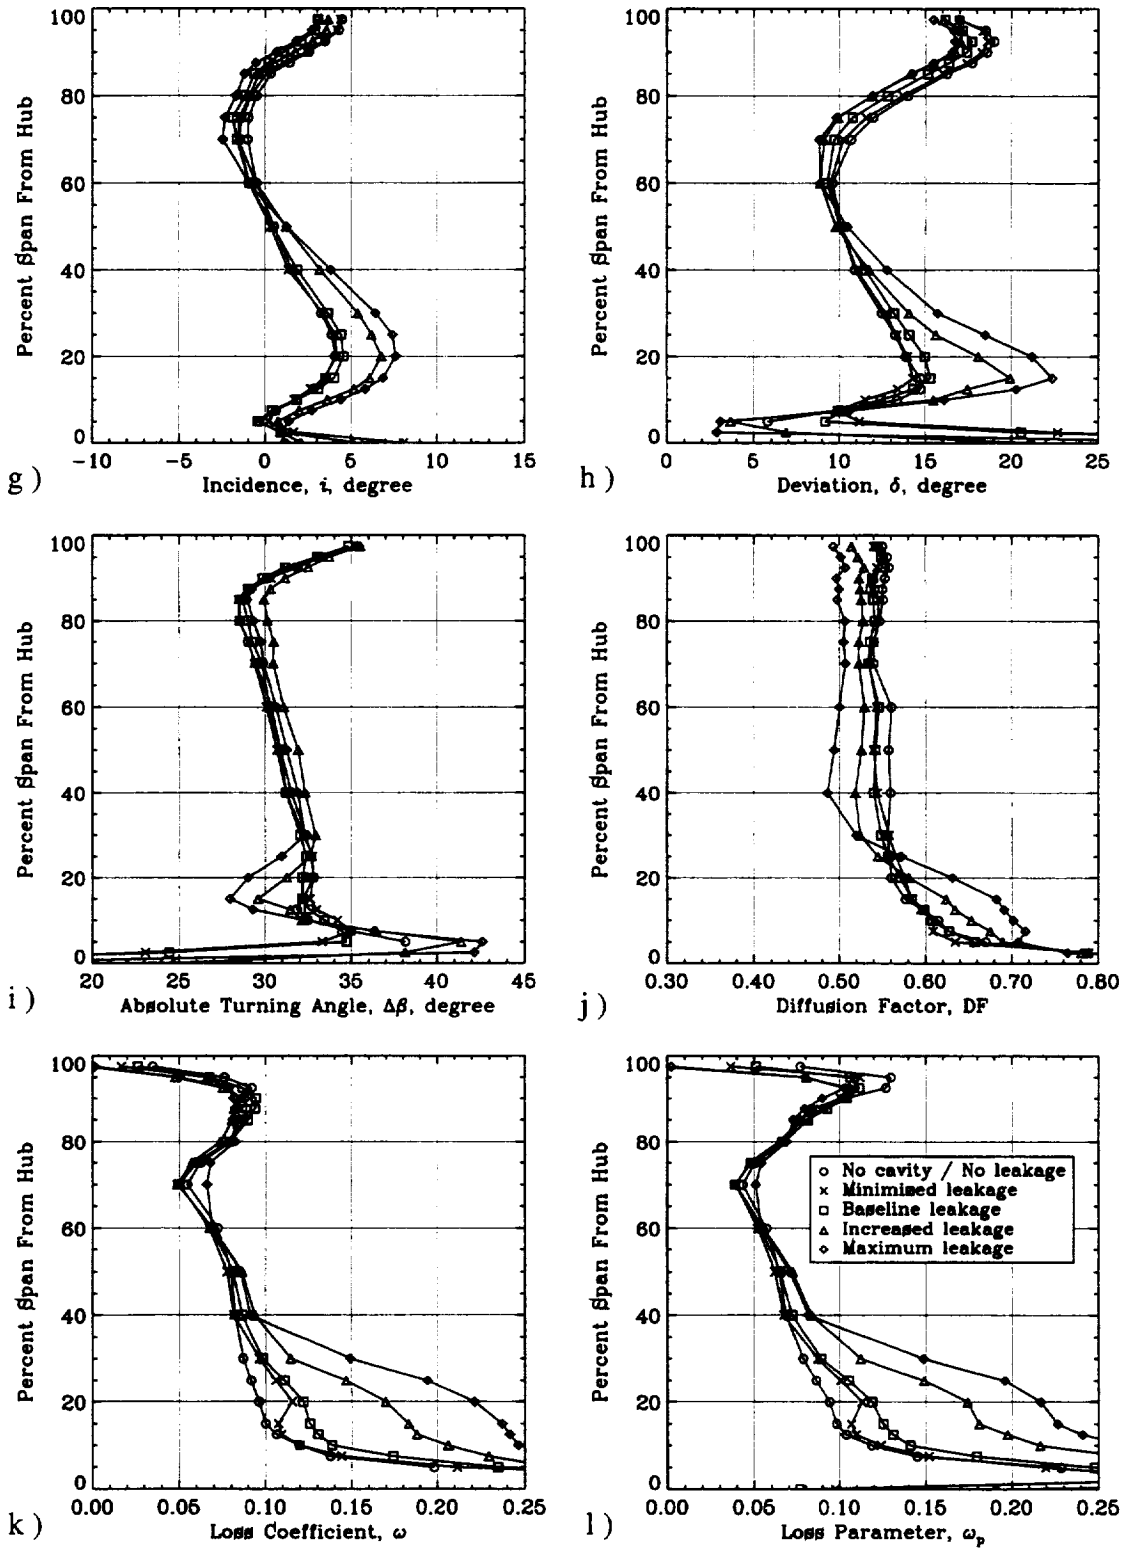 100
80
60
40
20
0
Percent Span From Hub
-10 -5 0 5 10 15
g) Incidence, i, degree
100
80
60
40
20
0
Percent Span From Hub
0 5 10 15 20 25
h) Deviation, δ, degree
100
80
60
40
20
0
Percent Span From Hub
20 25 30 35 40 45
i) Absolute Turning Angle, Δβ, degree
100
80
60
40
20
0
Percent Span From Hub
0.30 0.40 0.50 0.60 0.70 0.80
j) Diffusion Factor, DF
100
80
60
40
20
0
Percent Span From Hub
0.00 0.05 0.10 0.15 0.20 0.25
k) Loss Coefficient, ω
100
80
60
40
20
0
Percent Span From Hub
No cavity / No leakage
Minimised leakage
Baseline leakage
Increased leakage
Maximum leakage
0.00 0.05 0.10 0.15 0.20 0.25
l) Loss Parameter, ωp